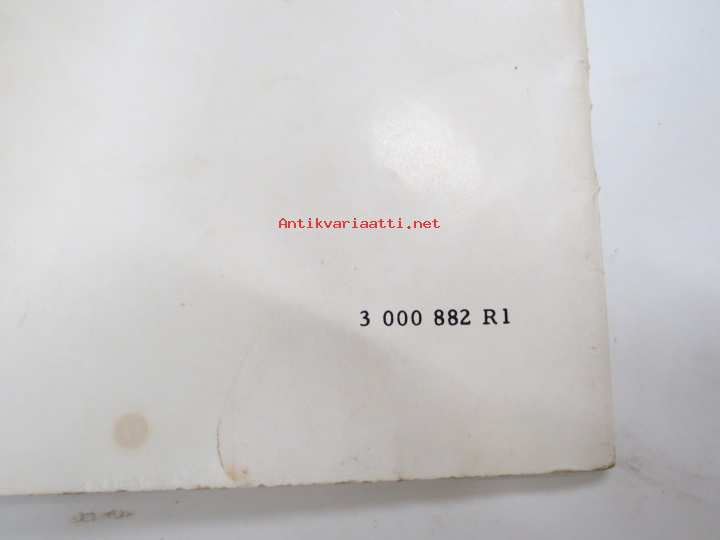 Antikvariaatti.net
3 000 882 R1